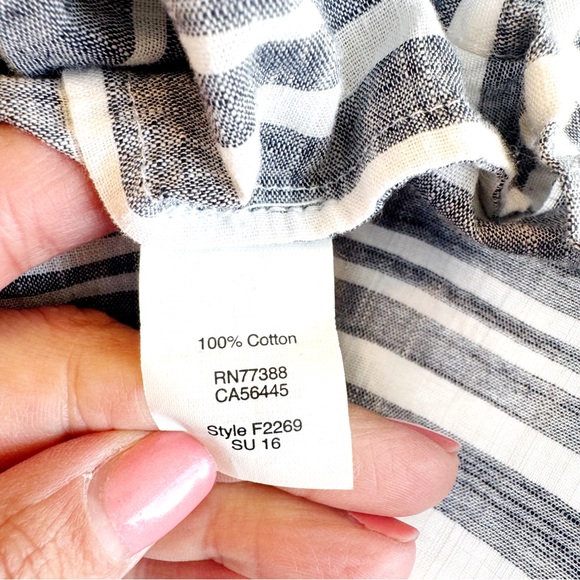 100% Cotton
RN77388
CA56445
Style F2269
SU 16